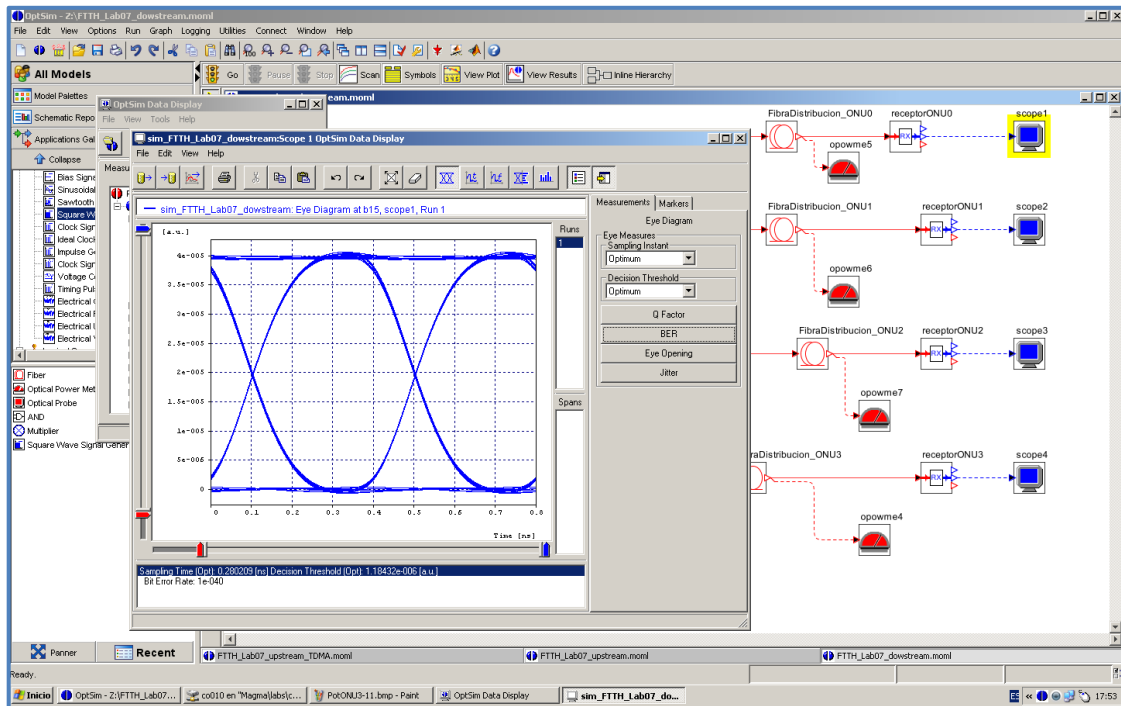 OptSim - Z:\FTTH_Lab07_dowstream.moml
File Edit View Options Run Graph Logging Utilities Connect Window Help
All Models
Go Pause Stop Scan Symbols View Plot View Results Inline Hierarchy
Model Palettes
Schematic Repo
Applications Gal
Collapse
Bias Signa
Sinusoidal
Sawtooth
Square Wa
Clock Sign
Ideal Clock
Impulse Ge
Clock Sign
Voltage Co
Timing Puls
Electrical
Electrical F
Electrical L
Electrical V
Fiber
Optical Power Met
Optical Probe
AND
Multiplier
Square Wave Signal Gener
Panner
Recent
OptSim Data Display
File View Tools Help
Measu
sim_FTTH_Lab07_dowstream:Scope 1 OptSim Data Display
File Edit View Help
sim_FTTH_Lab07_dowstream: Eye Diagram at b15, scope1, Run 1
[a.u.]
4e-005
3.5e-005
3e-005
2.5e-005
2e-005
1.5e-005
1e-005
5e-006
0
0 0.1 0.2 0.3 0.4 0.5 0.6 0.7 0.8
Time [ns]
Runs
1
Spans
Measurements Markers
Eye Diagram
Eye Measures
Sampling Instant
Optimum
Decision Threshold
Optimum
Q Factor
BER
Eye Opening
Jitter
Sampling Time (Opt): 0.280209 [ns] Decision Threshold (Opt): 1.18432e-006 [a.u.]
Bit Error Rate: 1e-040
stream.moml
FibraDistribucion_ONU0 receptorONU0 scope1
RX
opowme5
FibraDistribucion_ONU1 receptorONU1 scope2
RX
opowme6
FibraDistribucion_ONU2 receptorONU2 scope3
RX
opowme7
raDistribucion_ONU3 receptorONU3 scope4
RX
opowme4
FTTH_Lab07_upstream_TDMA.moml FTTH_Lab07_upstream.moml FTTH_Lab07_dowstream.moml
Ready.
Inicio OptSim - Z:\FTTH_Lab07... co010 en "Magma\labs\c... PotONU3-11.bmp - Paint OptSim Data Display sim_FTTH_Lab07_do... ES « 17:53